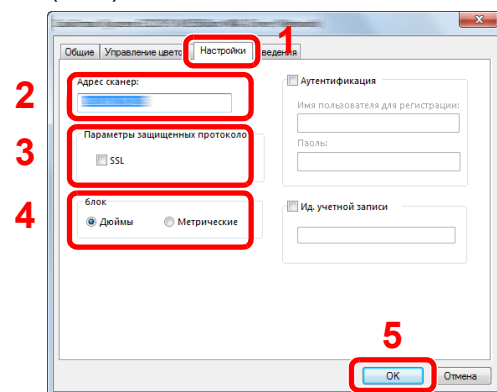 1
Общие Управление цвето Настройки ведения
2
Адрес сканер:
3
Параметры защищенных протоколо
SSL
4
блок
Дюймы Метрические
Аутентификация
Имя пользователя для регистрации:
Паоль:
Ид. учетной записи
5
OK Отмена